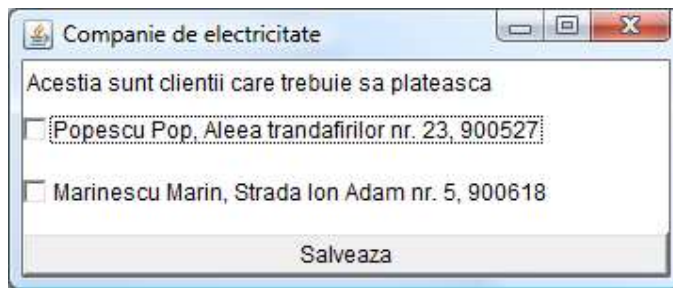 Companie de electricitate
Acestia sunt clientii care trebuie sa plateasca
Popescu Pop, Aleea trandafirilor nr. 23, 900527
Marinescu Marin, Strada Ion Adam nr. 5, 900618
Salveaza